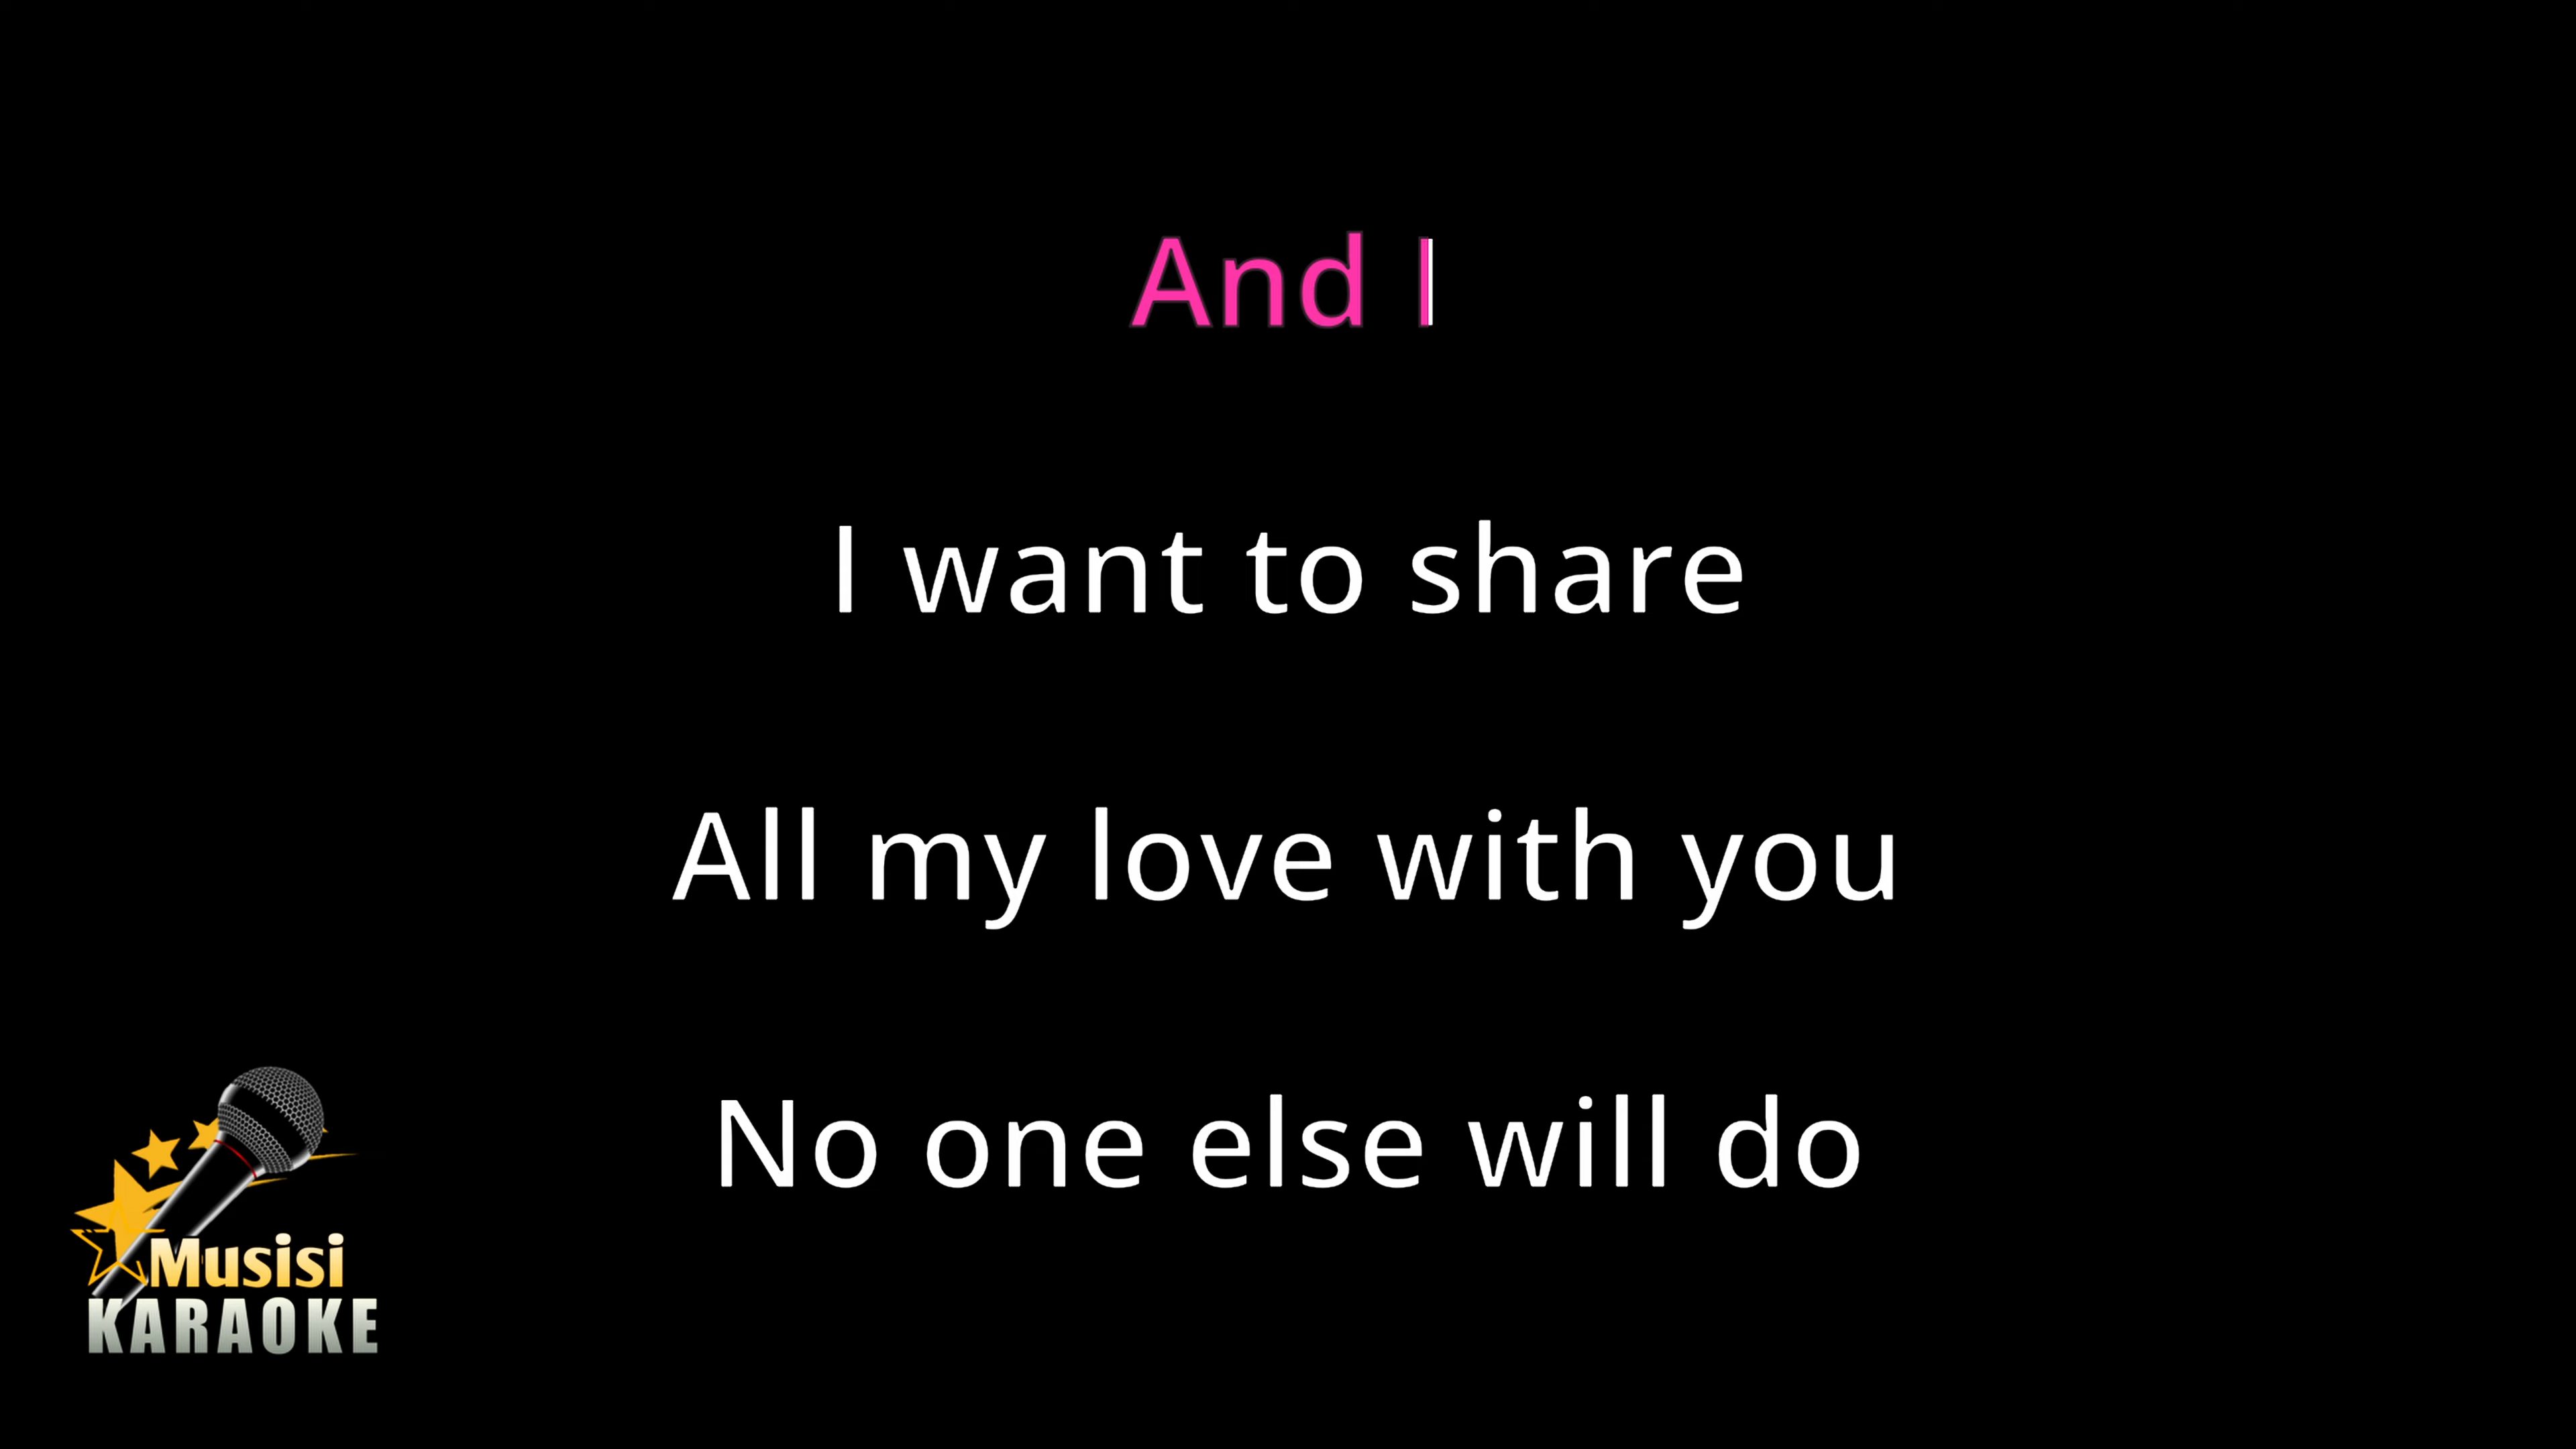 And I
I want to share
All my love with you
No one else will do
Musisi
KARAOKE